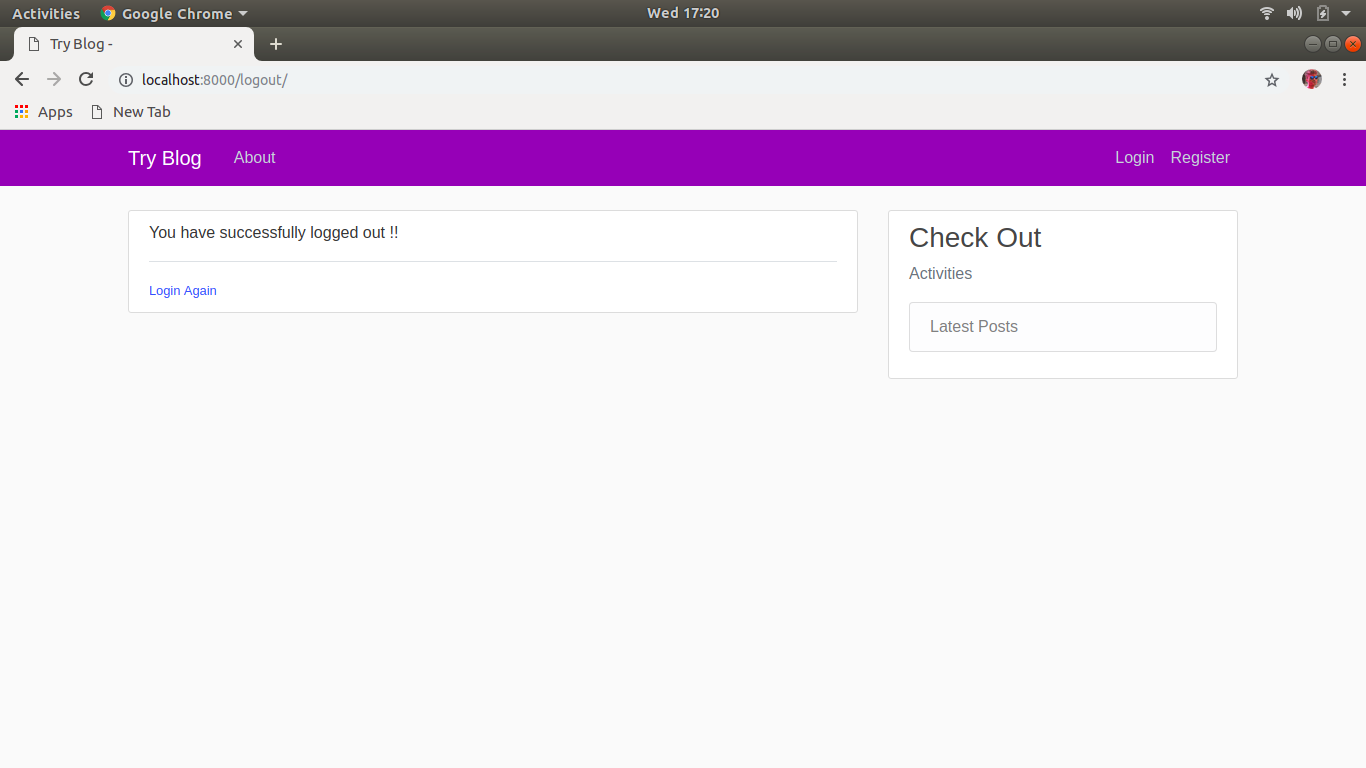 Activities Google Chrome Wed 17:20
Try Blog -
localhost:8000/logout/
Apps New Tab
Try Blog About Login Register
You have successfully logged out !!
Login Again
Check Out
Activities
Latest Posts